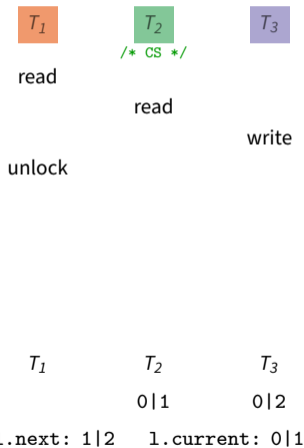 T1 T2 T3
/* CS */
read
read
write
unlock
T1 T2 T3
0|1 0|2
l.next: 1|2 l.current: 0|1